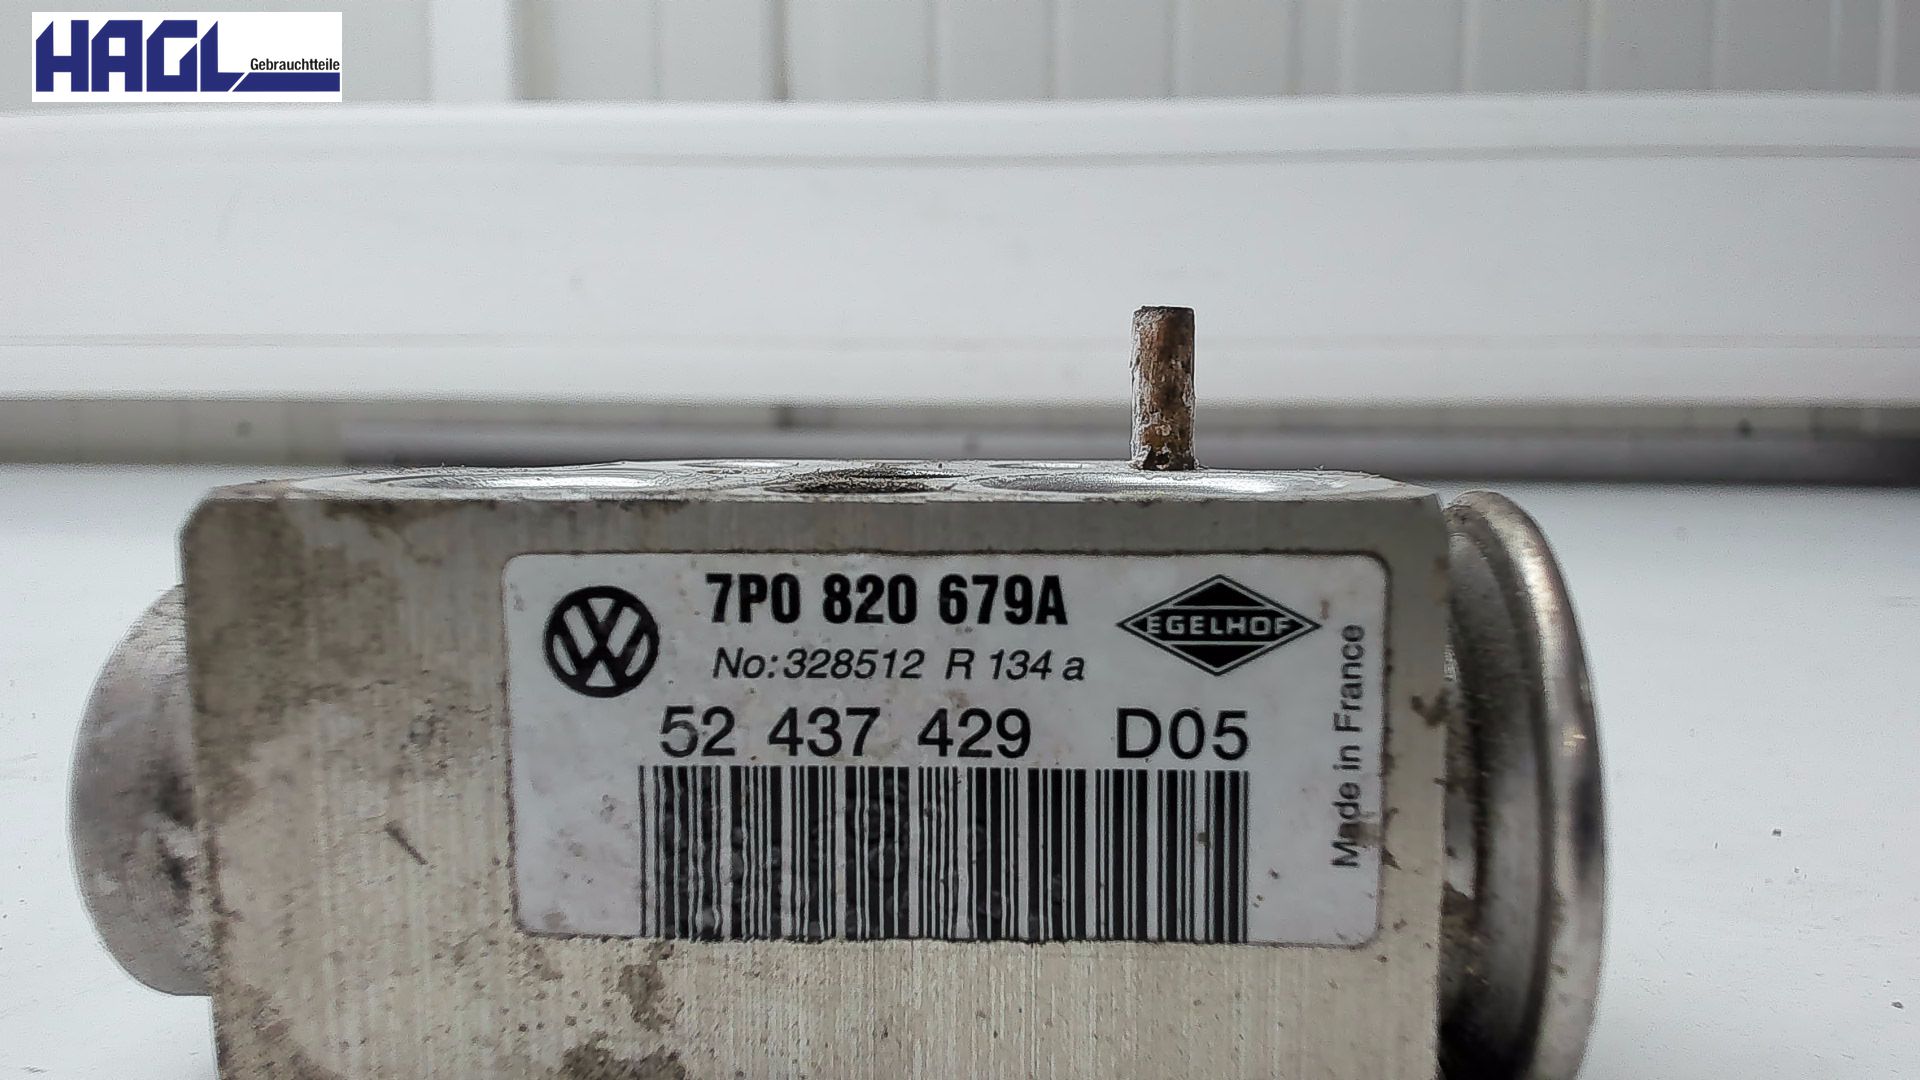 HAGL
Gebrauchtteile
7P0 820 679A
EGELHOF
No:328512 R 134 a
52 437 429 D05
Made in France